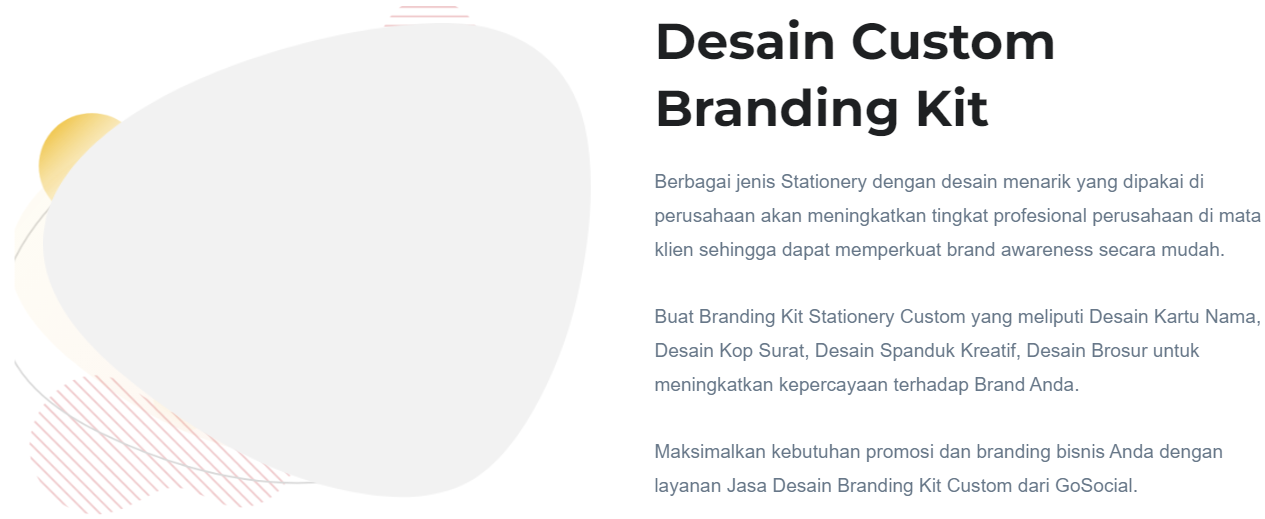 Desain Custom
Branding Kit
Berbagai jenis Stationery dengan desain menarik yang dipakai di
perusahaan akan meningkatkan tingkat profesional perusahaan di mata
klien sehingga dapat memperkuat brand awareness secara mudah.
Buat Branding Kit Stationery Custom yang meliputi Desain Kartu Nama,
Desain Kop Surat, Desain Spanduk Kreatif, Desain Brosur untuk
meningkatkan kepercayaan terhadap Brand Anda.
Maksimalkan kebutuhan promosi dan branding bisnis Anda dengan
layanan Jasa Desain Branding Kit Custom dari GoSocial.